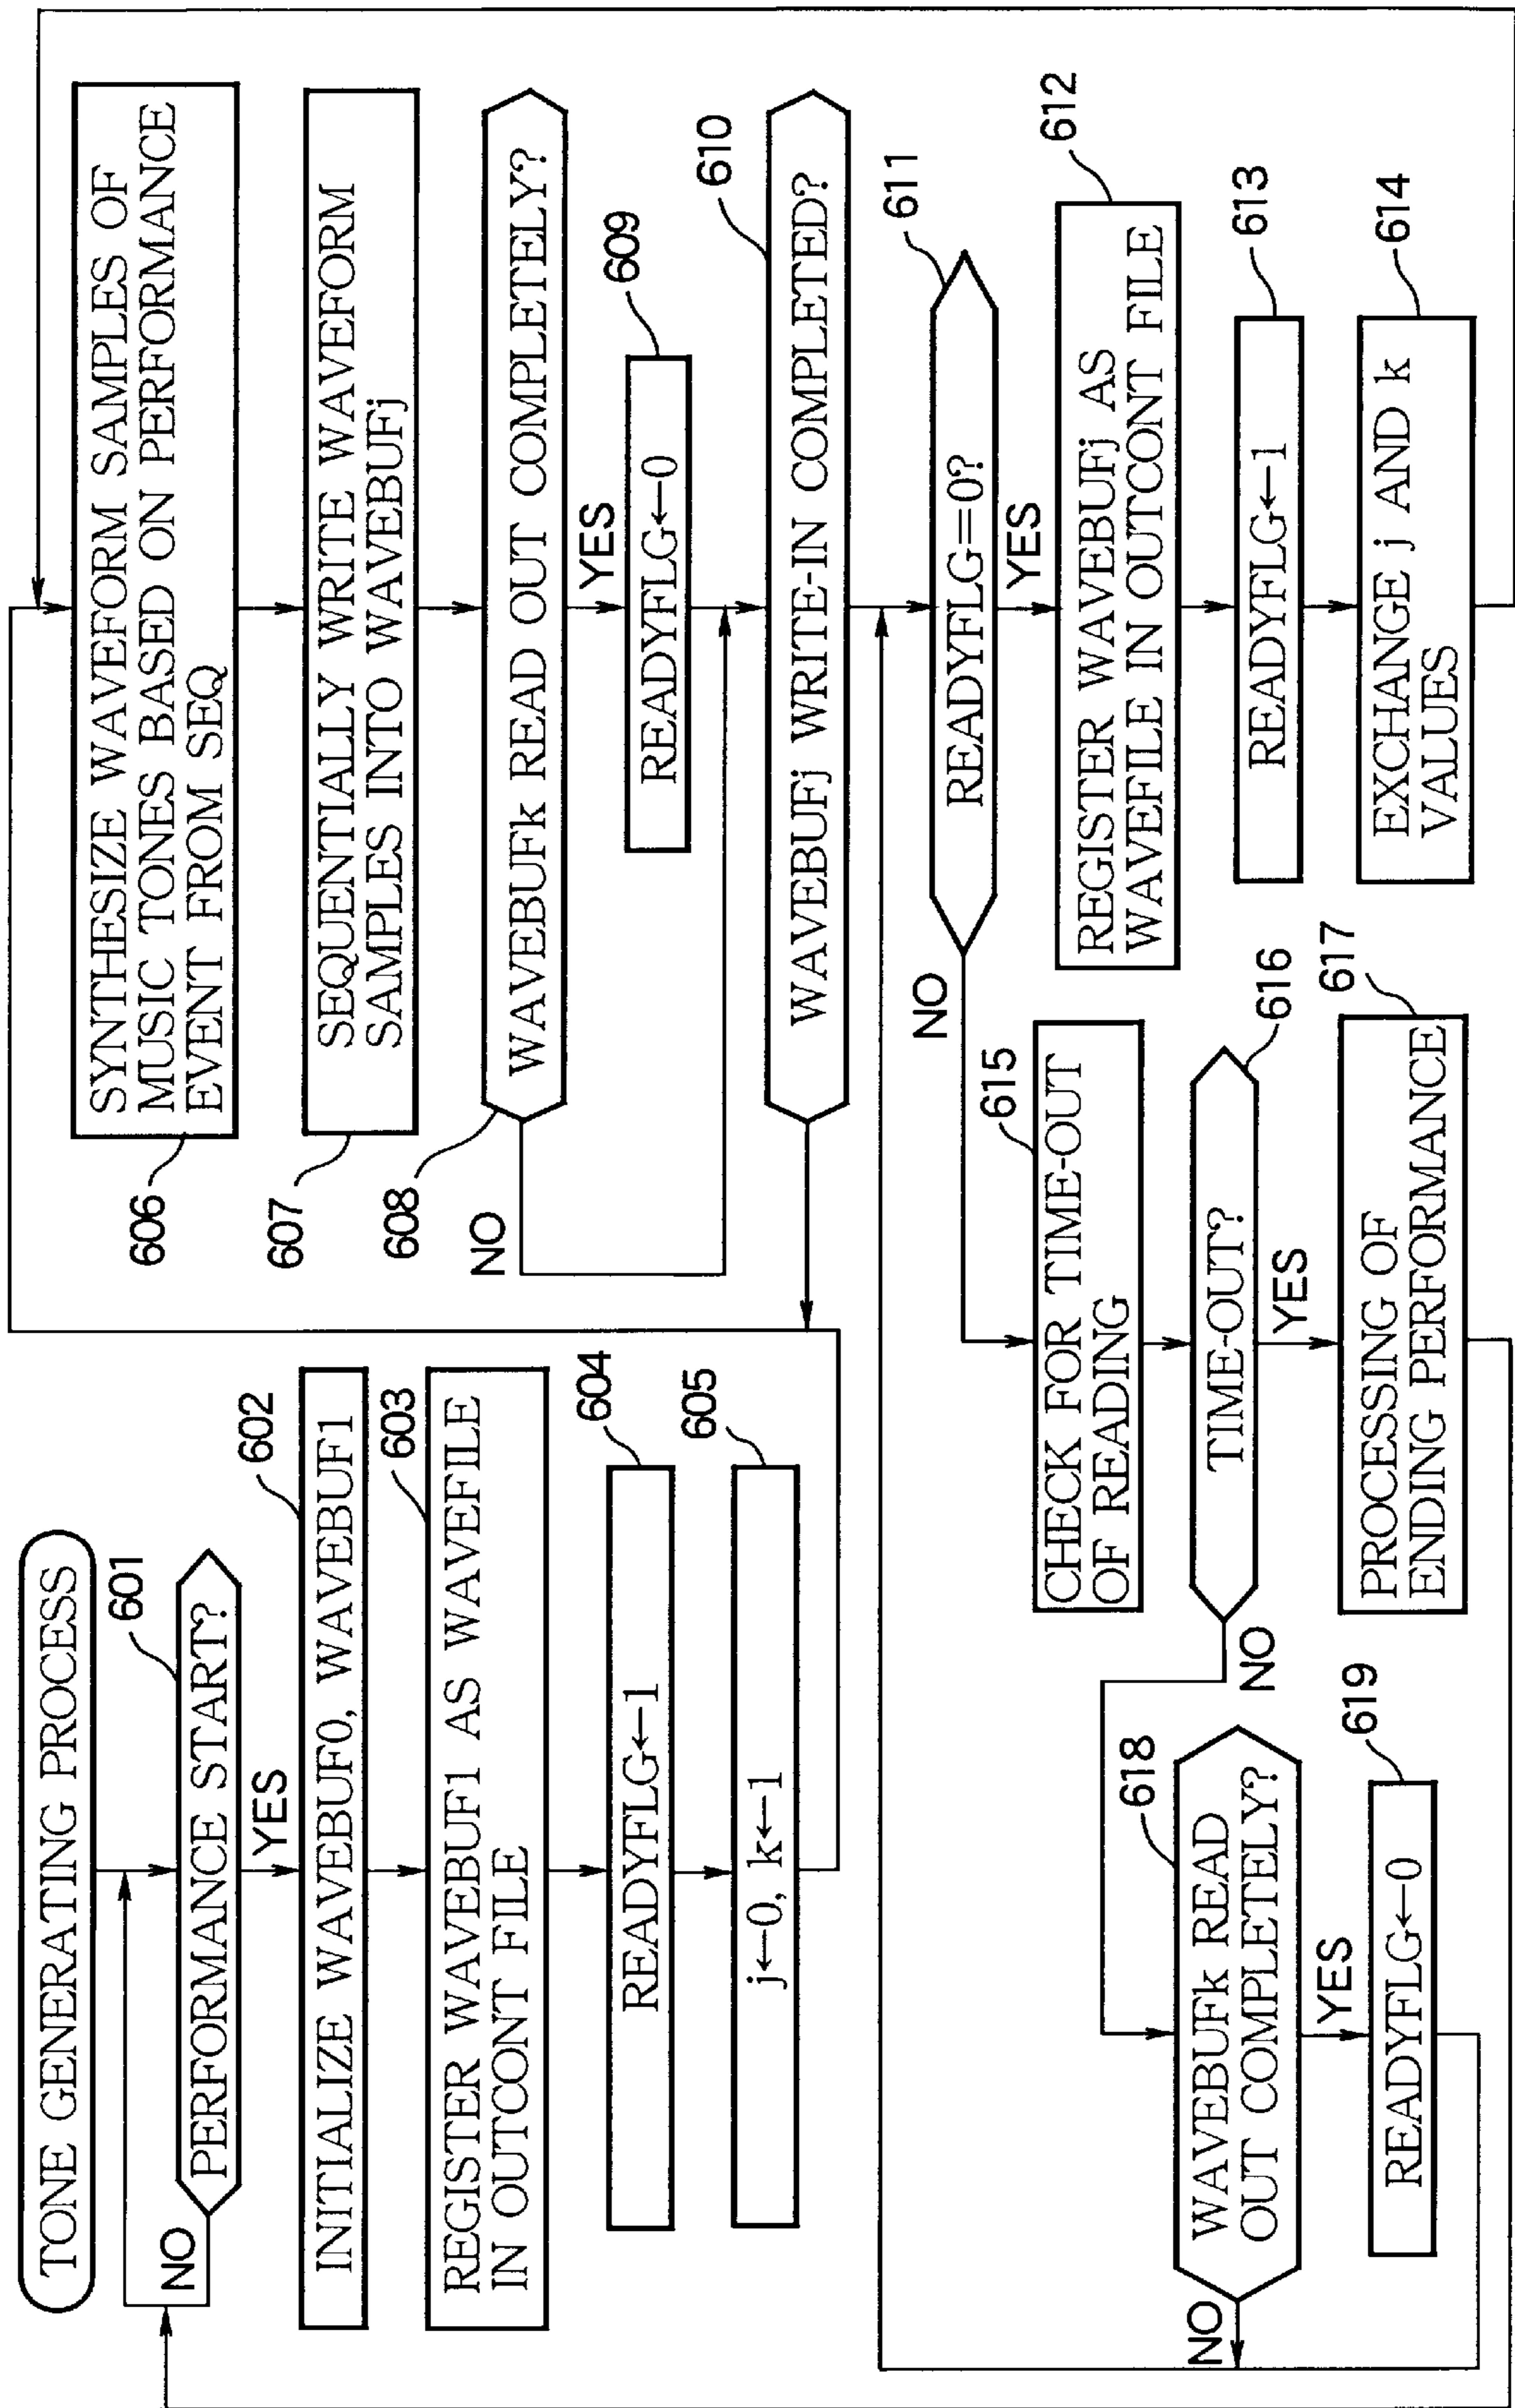 TONE GENERATING PROCESS
601
PERFORMANCE START?
NO
YES
602
INITIALIZE WAVEBUF0, WAVEBUF1
603
REGISTER WAVEBUF1 AS WAVEFILE
IN OUTCONT FILE
604
READYFLG←1
605
j←0, k←1
606
SYNTHESIZE WAVEFORM SAMPLES OF
MUSIC TONES BASED ON PERFORMANCE
EVENT FROM SEQ
607
SEQUENTIALLY WRITE WAVEFORM
SAMPLES INTO WAVEBUFj
608
WAVEBUFk READ OUT COMPLETELY?
NO
YES
609
READYFLG←0
610
WAVEBUFj WRITE-IN COMPLETED?
611
READYFLG=0?
NO
YES
612
REGISTER WAVEBUFj AS
WAVEFILE IN OUTCONT FILE
613
READYFLG←1
614
EXCHANGE j AND k
VALUES
615
CHECK FOR TIME-OUT
OF READING
616
TIME-OUT?
NO
YES
617
PROCESSING OF
ENDING PERFORMANCE
618
WAVEBUFk READ
OUT COMPLETELY?
NO
YES
619
READYFLG←0